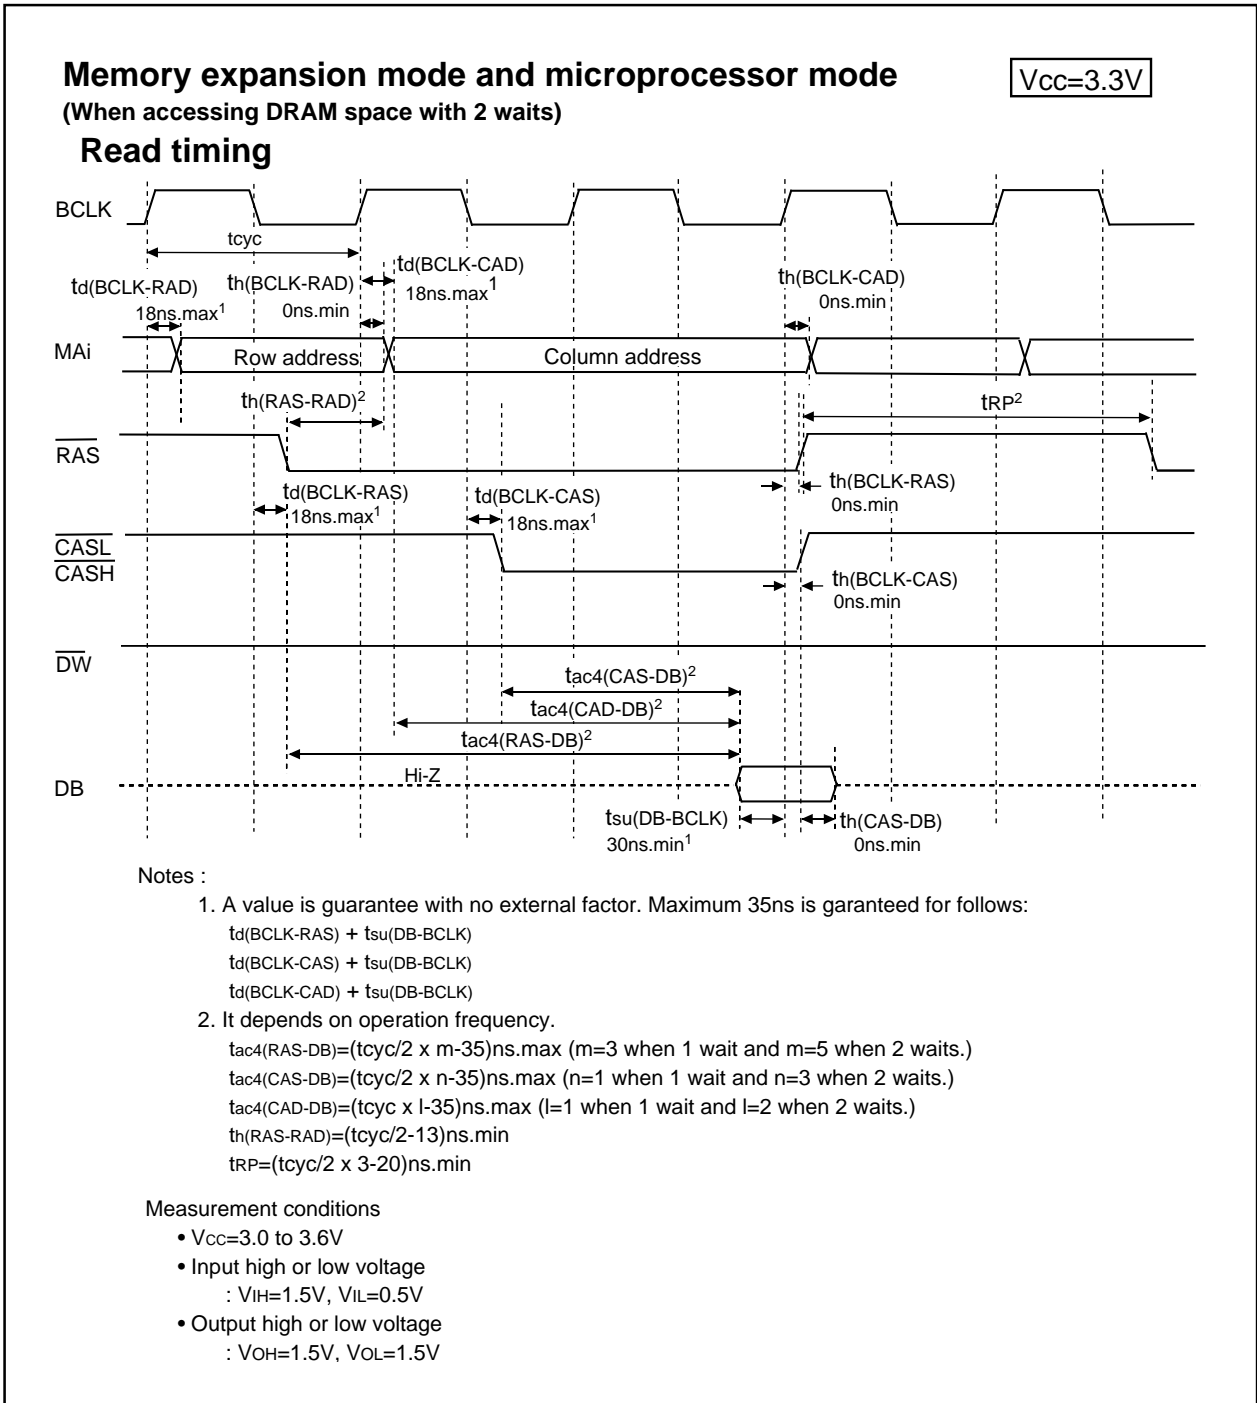 Memory expansion mode and microprocessor mode
Vcc=3.3V
(When accessing DRAM space with 2 waits)
Read timing
BCLK
tcyc
td(BCLK-RAD)
18ns.max1
th(BCLK-RAD)
0ns.min
td(BCLK-CAD)
18ns.max1
th(BCLK-CAD)
0ns.min
MAi
Row address
Column address
th(RAS-RAD)2
tRP2
RAS
td(BCLK-RAS)
18ns.max1
td(BCLK-CAS)
18ns.max1
th(BCLK-RAS)
0ns.min
CASL
CASH
th(BCLK-CAS)
0ns.min
DW
tac4(CAS-DB)2
tac4(CAD-DB)2
tac4(RAS-DB)2
Hi-Z
DB
tsu(DB-BCLK)
30ns.min1
th(CAS-DB)
0ns.min
Notes :
1. A value is guarantee with no external factor. Maximum 35ns is garanteed for follows:
td(BCLK-RAS) + tsu(DB-BCLK)
td(BCLK-CAS) + tsu(DB-BCLK)
td(BCLK-CAD) + tsu(DB-BCLK)
2. It depends on operation frequency.
tac4(RAS-DB)=(tcyc/2 x m-35)ns.max (m=3 when 1 wait and m=5 when 2 waits.)
tac4(CAS-DB)=(tcyc/2 x n-35)ns.max (n=1 when 1 wait and n=3 when 2 waits.)
tac4(CAD-DB)=(tcyc x l-35)ns.max (l=1 when 1 wait and l=2 when 2 waits.)
th(RAS-RAD)=(tcyc/2-13)ns.min
tRP=(tcyc/2 x 3-20)ns.min
Measurement conditions
• VCC=3.0 to 3.6V
• Input high or low voltage
: VIH=1.5V, VIL=0.5V
• Output high or low voltage
: VOH=1.5V, VOL=1.5V